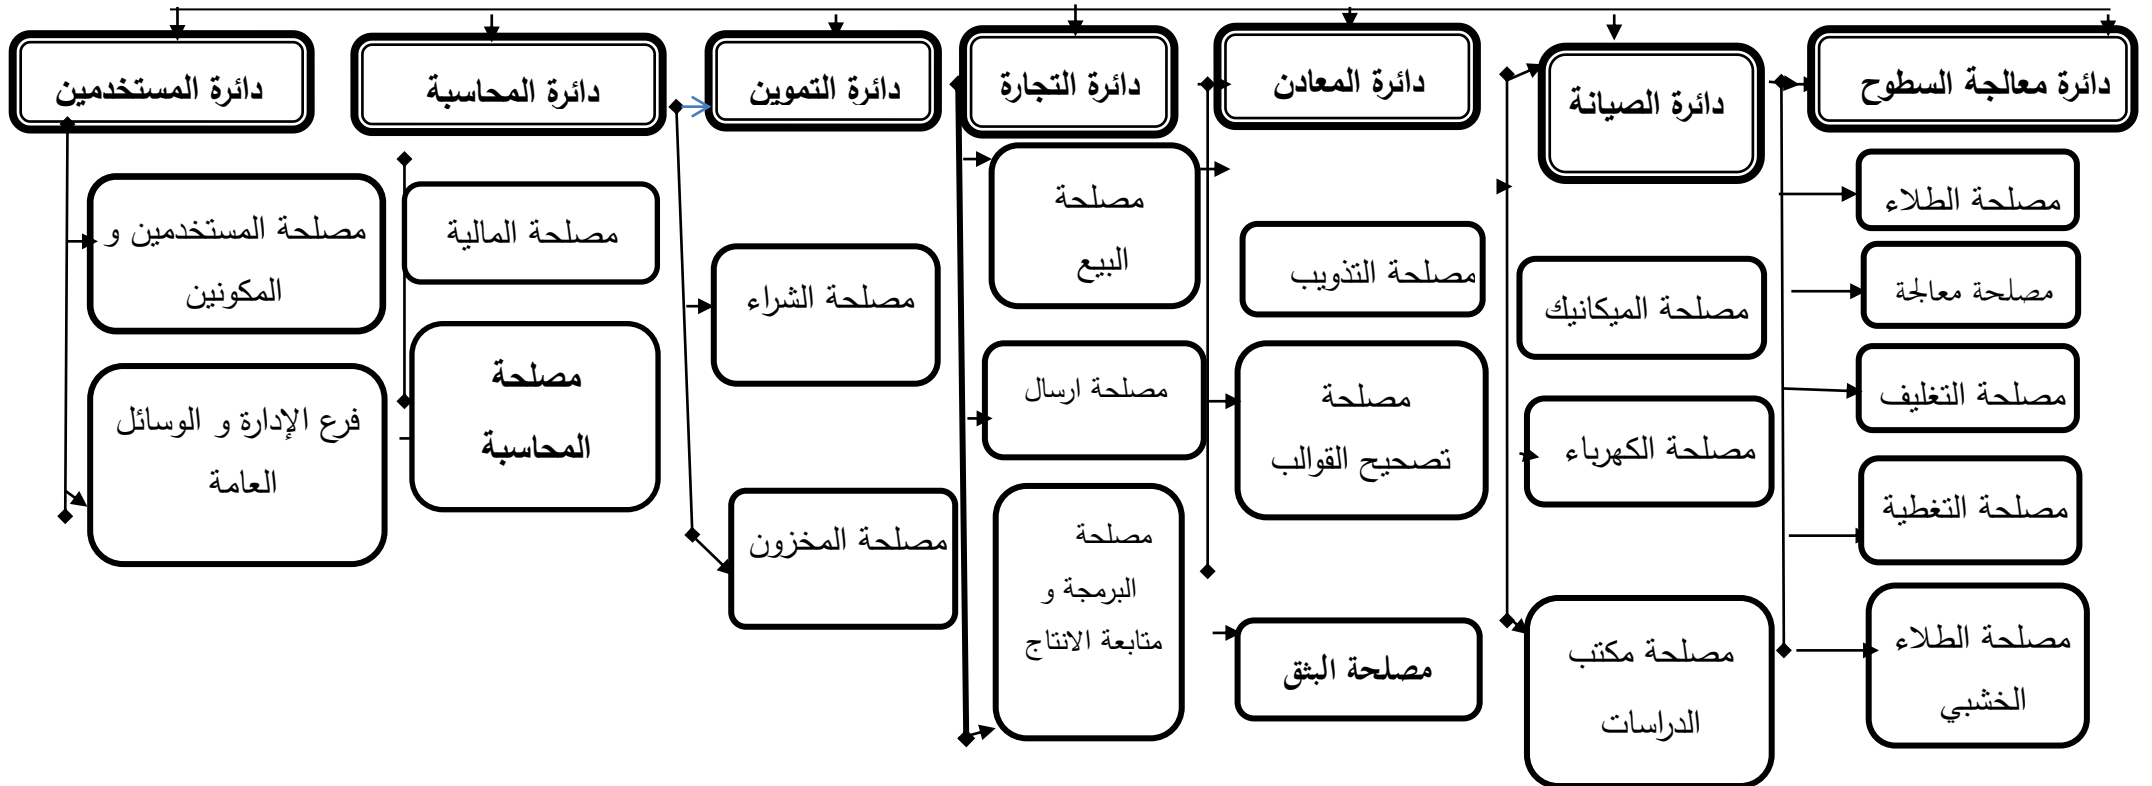 دائرة معالجة السطوح
دائرة الصيانة
دائرة المعادن
دائرة التجارة
دائرة التموين
دائرة المحاسبة
دائرة المستخدمين
مصلحة الطلاء
مصلحة معالجة
مصلحة التغليف
مصلحة التغطية
مصلحة الطلاء
الخشبي
مصلحة الميكانيك
مصلحة الكهرباء
مصلحة مكتب
الدراسات
مصلحة التذويب
مصلحة
تصحيح القوالب
مصلحة البثق
مصلحة
البيع
مصلحة ارسال
مصلحة
البرمجة و
متابعة الانتاج
مصلحة الشراء
مصلحة المخزون
مصلحة المالية
مصلحة
المحاسبة
مصلحة المستخدمين و
المكونين
فرع الإدارة و الوسائل
العامة